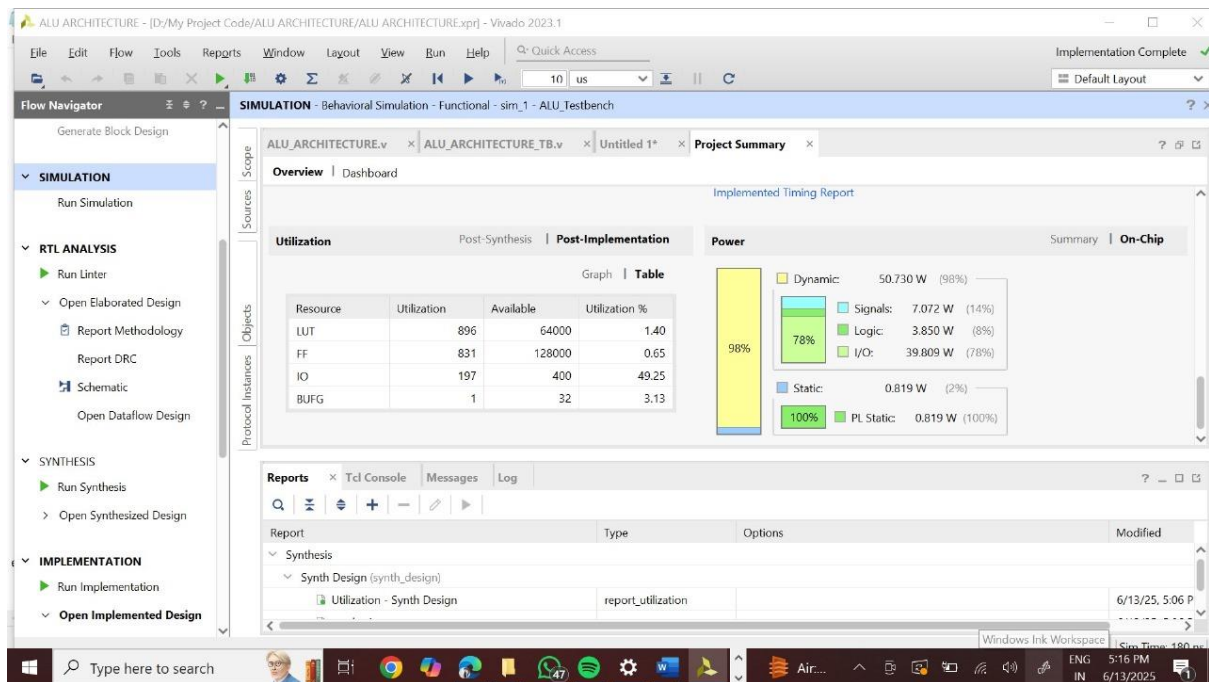 ALU ARCHITECTURE - [D:/My Project Code/ALU ARCHITECTURE/ALU ARCHITECTURE.xpr] - Vivado 2023.1
File Edit Flow Tools Reports Window Layout View Run Help Quick Access Implementation Complete
10 us Default Layout
Flow Navigator SIMULATION - Behavioral Simulation - Functional - sim_1 - ALU_Testbench
Generate Block Design
SIMULATION
Run Simulation
RTL ANALYSIS
Run Linter
Open Elaborated Design
Report Methodology
Report DRC
Schematic
Open Dataflow Design
SYNTHESIS
Run Synthesis
Open Synthesized Design
IMPLEMENTATION
Run Implementation
Open Implemented Design
Scope
Sources
Objects
Protocol Instances
ALU_ARCHITECTURE.v ALU_ARCHITECTURE_TB.v Untitled 1* Project Summary
Overview | Dashboard
Implemented Timing Report
Utilization Post-Synthesis | Post-Implementation
Graph | Table
Resource Utilization Available Utilization %
LUT 896 64000 1.40
FF 831 128000 0.65
IO 197 400 49.25
BUFG 1 32 3.13
Power Summary | On-Chip
Dynamic: 50.730 W (98%)
Signals: 7.072 W (14%)
Logic: 3.850 W (8%)
I/O: 39.809 W (78%)
98%
78%
Static: 0.819 W (2%)
100% PL Static: 0.819 W (100%)
Reports Tcl Console Messages Log
Report Type Options Modified
Synthesis
Synth Design (synth_design)
Utilization - Synth Design report_utilization 6/13/25, 5:06 P
Windows Ink Workspace
Sim Time: 180 ns
Type here to search 47 Air... ENG 5:16 PM
IN 6/13/2025